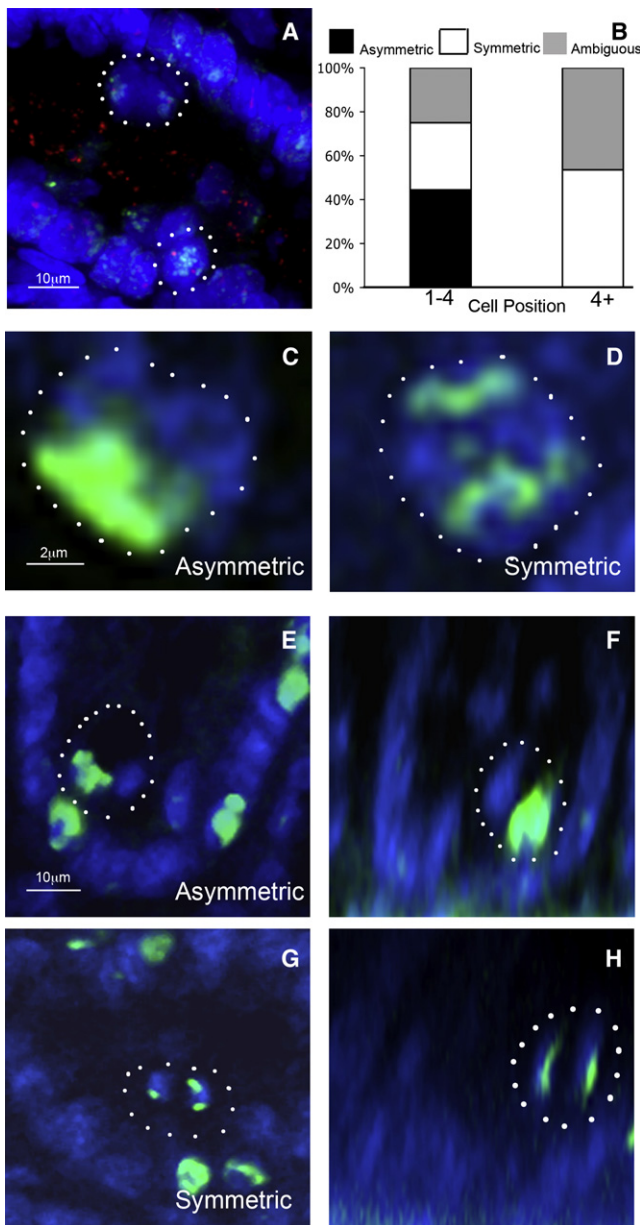 A
10μm
B
Asymmetric Symmetric Ambiguous
100%
80%
60%
40%
20%
0%
1-4 Cell Position 4+
C
2μm
Asymmetric
D
Symmetric
E
10μm
Asymmetric
F
G
Symmetric
H